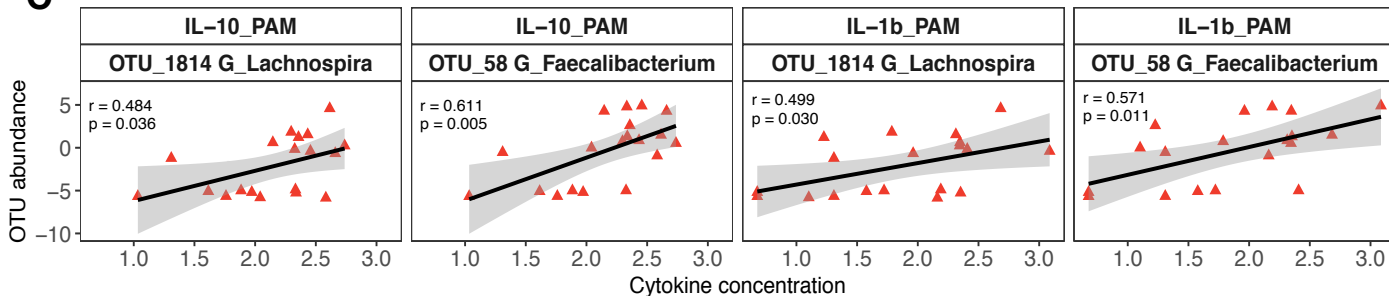 IL−10_PAM
IL−10_PAM
IL−1b_PAM
IL−1b_PAM
OTU_1814 G_Lachnospira
OTU_58 G_Faecalibacterium
OTU_1814 G_Lachnospira
OTU_58 G_Faecalibacterium
r = 0.484
p = 0.036
r = 0.611
p = 0.005
r = 0.499
p = 0.030
r = 0.571
p = 0.011
OTU abundance
5
0
−5
−10
1.0 1.5 2.0 2.5 3.0
1.0 1.5 2.0 2.5 3.0
1.0 1.5 2.0 2.5 3.0
1.0 1.5 2.0 2.5 3.0
Cytokine concentration